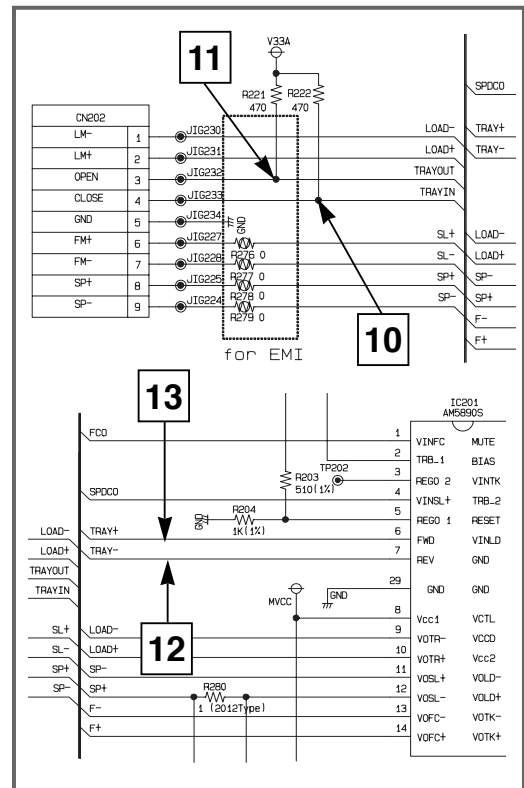 V33A
11
R221
470
R222
470
SPDCO
CN202
LM- 1 JIG230 LOAD- TRAY+
LM+ 2 JIG231 LOAD+ TRAY-
OPEN 3 JIG232 TRAYOUT
CLOSE 4 JIG233 TRAYIN
GND 5 JIG234 GND
FM+ 6 JIG227 SL+ LOAD-
R276 0
FM- 7 JIG228 SL- LOAD+
R277 0
SP+ 8 JIG225 SP+ SP-
R278 0
SP- 9 JIG224 SP- SP+
R279 0
F-
F+
for EMI
10
13
IC201
AM5890S
FCO 1 VINFC MUTE
2 TRB_1 BIAS
R203
510(1%)
TP202
3 REGO 2 VINTK
SPDCO 4 VINSL+ TRB_2
GND R204
1K(1%)
5 REGO 1 RESET
LOAD- TRAY+ 6 FWD VINLD
LOAD+ TRAY- 7 REV GND
TRAYOUT
TRAYIN
12
MVCC
GND 29 GND GND
8 Vcc1 VCTL
SL+ LOAD- 9 VOTR- VCCD
SL- LOAD+ 10 VOTR+ Vcc2
SP+ SP- 11 VOSL+ VOLD-
SP- SP+ R280
1 (2012Type)
12 VOSL- VOLD+
F- 13 VOFC- VOTK-
F+ 14 VOFC+ VOTK+